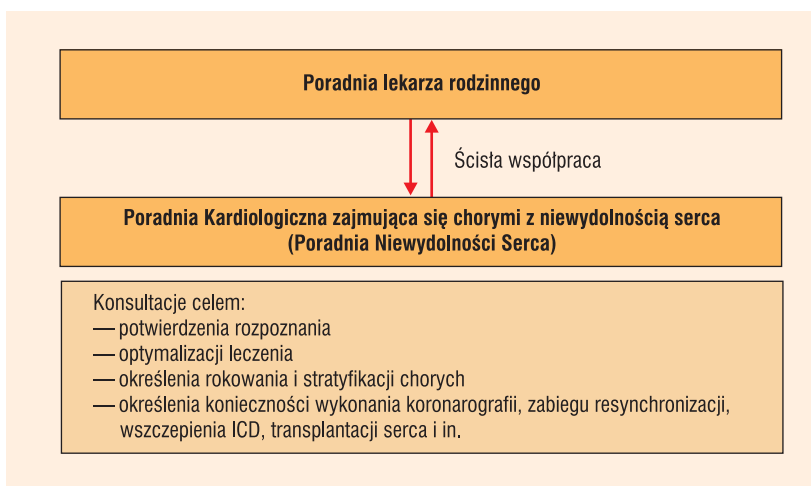 Poradnia lekarza rodzinnego
Ścisła współpraca
Poradnia Kardiologiczna zajmująca się chorymi z niewydolnością serca
(Poradnia Niewydolności Serca)
Konsultacje celem:
— potwierdzenia rozpoznania
— optymalizacji leczenia
— określenia rokowania i stratyfikacji chorych
— określenia konieczności wykonania koronarografii, zabiegu resynchronizacji,
wszczepienia ICD, transplantacji serca i in.